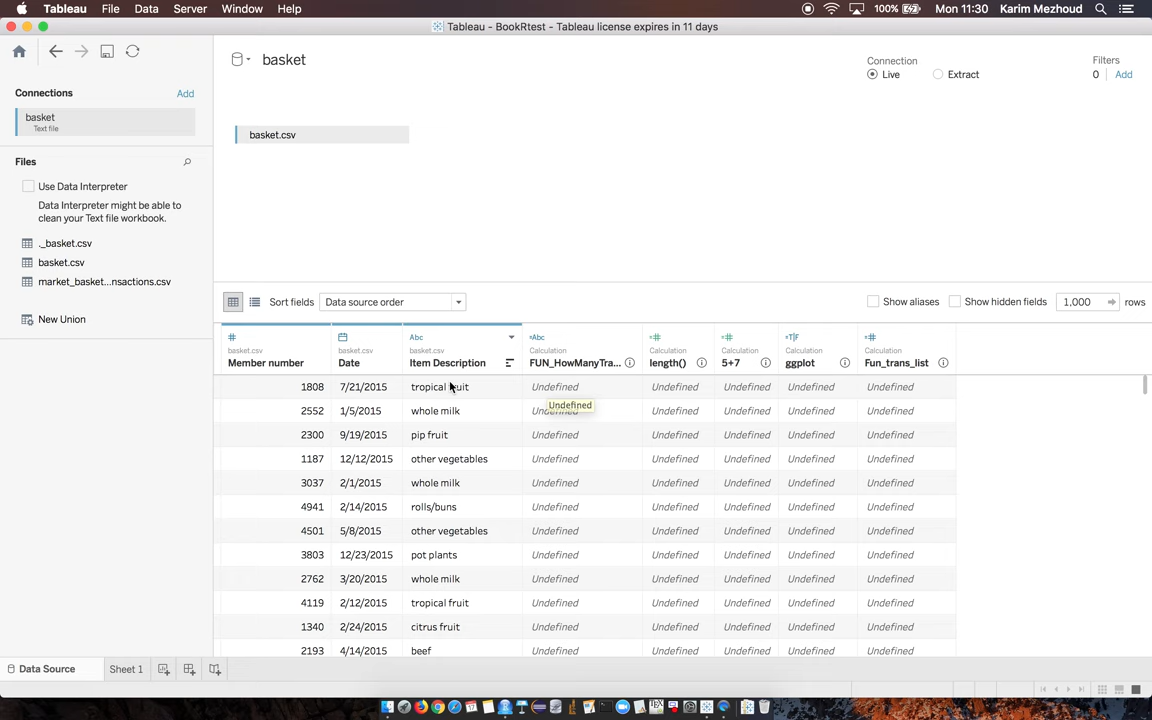 Tableau File Data Server Window Help 100% Mon 11:30 Karim Mezhoud
Tableau - BookRtest - Tableau license expires in 11 days
basket
Connection
Live Extract
Filters
0 Add
Connections Add
basket
Text file
basket.csv
Files
Use Data Interpreter
Data Interpreter might be able to
clean your Text file workbook.
._basket.csv
basket.csv
market_basket...nsactions.csv
New Union
Sort fields Data source order Show aliases Show hidden fields 1,000 rows
# Abc =Abc =# =# =T|F =#
basket.csv basket.csv basket.csv Calculation Calculation Calculation Calculation Calculation
Member number Date Item Description FUN_HowManyTra... length() 5+7 ggplot Fun_trans_list
1808 7/21/2015 tropical fruit Undefined Undefined Undefined Undefined Undefined
Undefined
2552 1/5/2015 whole milk Undefined Undefined Undefined Undefined Undefined
2300 9/19/2015 pip fruit Undefined Undefined Undefined Undefined Undefined
1187 12/12/2015 other vegetables Undefined Undefined Undefined Undefined Undefined
3037 2/1/2015 whole milk Undefined Undefined Undefined Undefined Undefined
4941 2/14/2015 rolls/buns Undefined Undefined Undefined Undefined Undefined
4501 5/8/2015 other vegetables Undefined Undefined Undefined Undefined Undefined
3803 12/23/2015 pot plants Undefined Undefined Undefined Undefined Undefined
2762 3/20/2015 whole milk Undefined Undefined Undefined Undefined Undefined
4119 2/12/2015 tropical fruit Undefined Undefined Undefined Undefined Undefined
1340 2/24/2015 citrus fruit Undefined Undefined Undefined Undefined Undefined
2193 4/14/2015 beef Undefined Undefined Undefined Undefined Undefined
Data Source Sheet 1